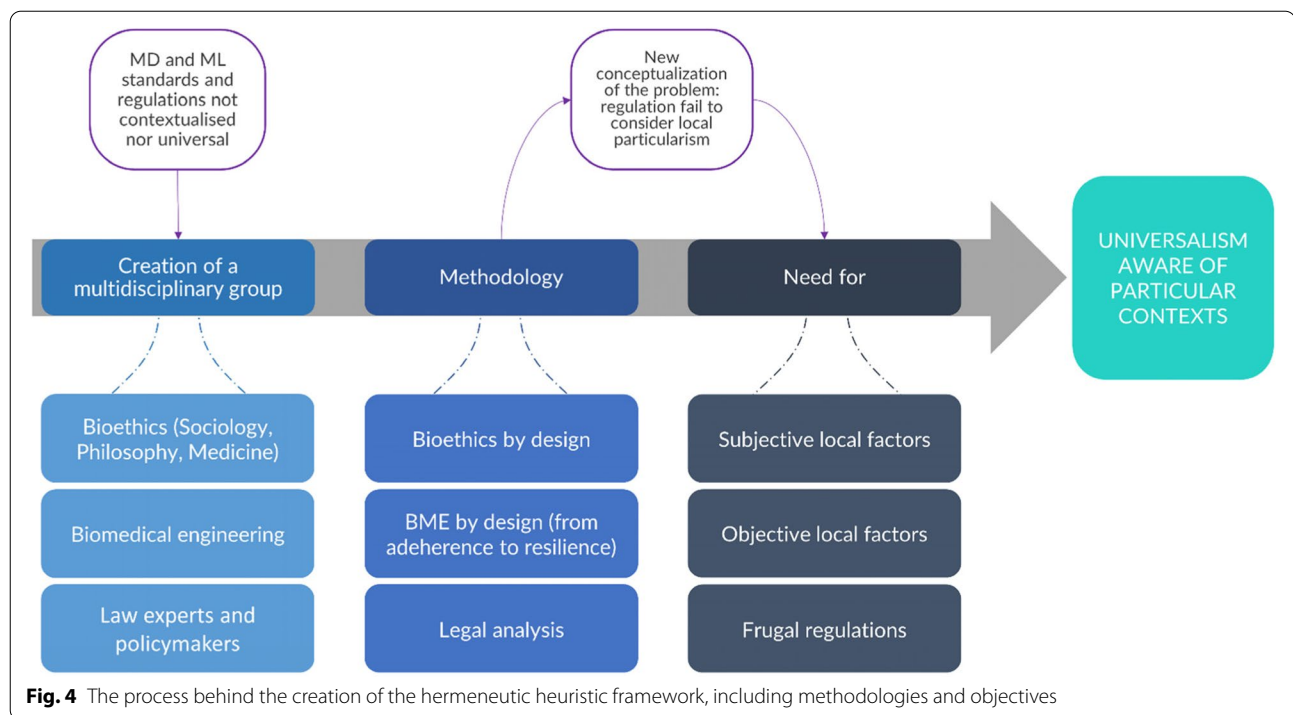 MD and ML
standards and
regulations not
contextualised
nor universal
New
conceptualization
of the problem:
regulation fail to
consider local
particularism
Creation of a
multidisciplinary group
Methodology
Need for
UNIVERSALISM
AWARE OF
PARTICULAR
CONTEXTS
Bioethics (Sociology,
Philosophy, Medicine)
Bioethics by design
Subjective local factors
Biomedical engineering
BME by design (from
adeherence to resilience)
Objective local factors
Law experts and
policymakers
Legal analysis
Frugal regulations
Fig. 4 The process behind the creation of the hermeneutic heuristic framework, including methodologies and objectives